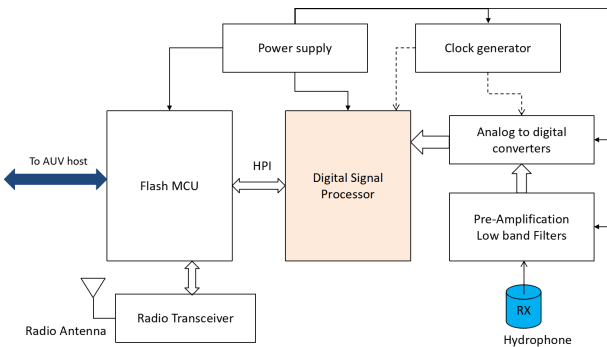 Power supply
Clock generator
To AUV host
Flash MCU
HPI
Digital Signal
Processor
Analog to digital
converters
Pre-Amplification
Low band Filters
Radio Antenna
Radio Transceiver
RX
Hydrophone